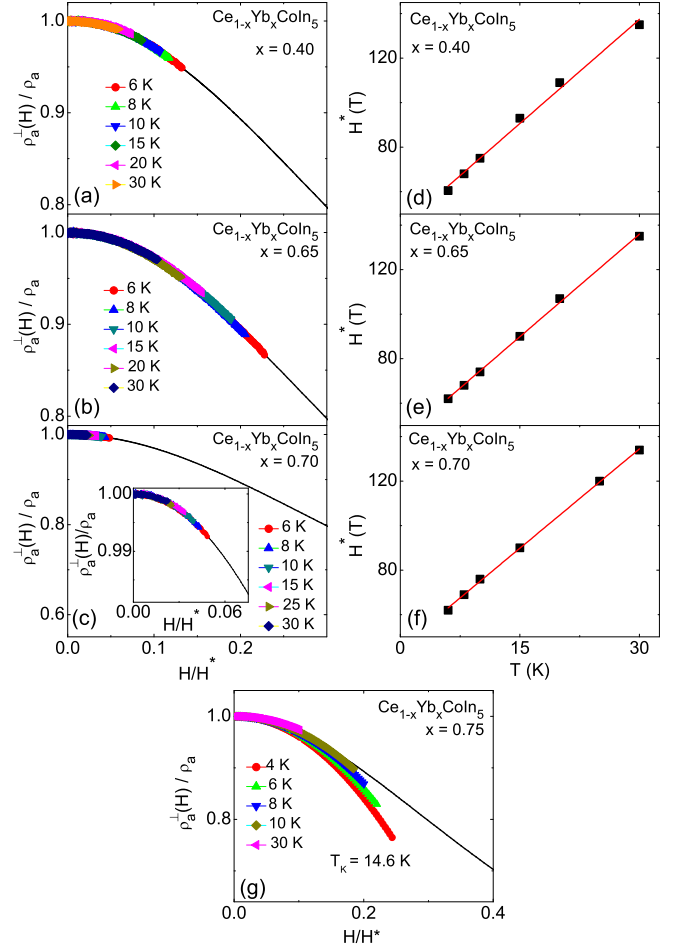 1.0
0.9
0.8
ρa⊥(H) / ρa
Ce1-xYbxCoIn5
x = 0.40
6 K
8 K
10 K
15 K
20 K
30 K
(a)
120
80
H* (T)
Ce1-xYbxCoIn5
x = 0.40
(d)
1.0
0.9
0.8
ρa⊥(H) / ρa
Ce1-xYbxCoIn5
x = 0.65
6 K
8 K
10 K
15 K
20 K
30 K
(b)
120
80
H* (T)
Ce1-xYbxCoIn5
x = 0.65
(e)
1.0
0.9
0.8
0.7
0.6
ρa⊥(H) / ρa
Ce1-xYbxCoIn5
x = 0.70
1.00
0.99
ρa⊥(H)/ρa
0.00
0.06
H/H*
6 K
8 K
10 K
15 K
25 K
30 K
(c)
0.0
0.1
0.2
H/H*
120
80
H* (T)
Ce1-xYbxCoIn5
x = 0.70
(f)
15
30
T (K)
1.0
0.8
ρa⊥(H) / ρa
Ce1-xYbxCoIn5
x = 0.75
4 K
6 K
8 K
10 K
30 K
TK = 14.6 K
(g)
0.0
0.2
0.4
H/H*